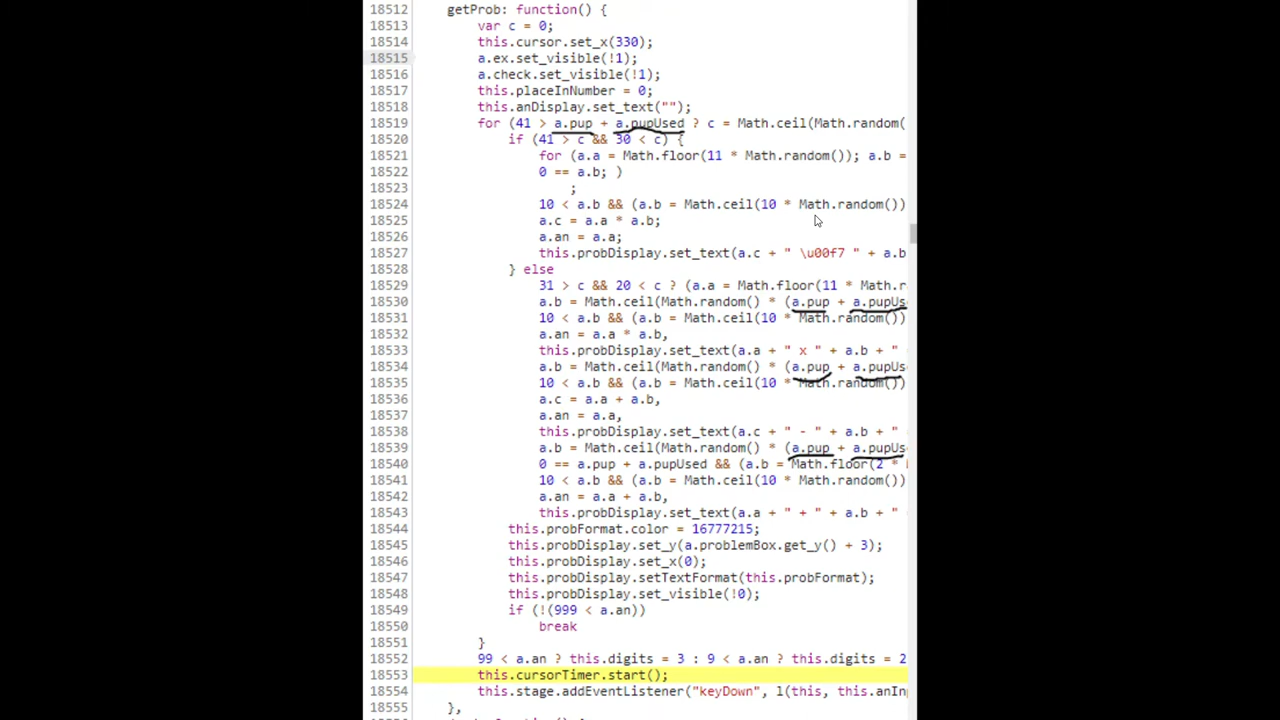 18512 getProb: function() {
18513 var c = 0;
18514 this.cursor.set_x(330);
18515 a.ex.set_visible(!1);
18516 a.check.set_visible(!1);
18517 this.placeInNumber = 0;
18518 this.anDisplay.set_text("");
18519 for (41 > a.pup + a.pupUsed ? c = Math.ceil(Math.random(
18520 if (41 > c && 30 < c) {
18521 for (a.a = Math.floor(11 * Math.random()); a.b =
18522 0 == a.b; )
18523 ;
18524 10 < a.b && (a.b = Math.ceil(10 * Math.random())
18525 a.c = a.a * a.b;
18526 a.an = a.a;
18527 this.probDisplay.set_text(a.c + " \u00f7 " + a.b
18528 } else
18529 31 > c && 20 < c ? (a.a = Math.floor(11 * Math.r
18530 a.b = Math.ceil(Math.random() * (a.pup + a.pupUs
18531 10 < a.b && (a.b = Math.ceil(10 * Math.random())
18532 a.an = a.a * a.b,
18533 this.probDisplay.set_text(a.a + " x " + a.b + "
18534 a.b = Math.ceil(Math.random() * (a.pup + a.pupUs
18535 10 < a.b && (a.b = Math.ceil(10 * Math.random())
18536 a.c = a.a + a.b,
18537 a.an = a.a,
18538 this.probDisplay.set_text(a.c + " - " + a.b + "
18539 a.b = Math.ceil(Math.random() * (a.pup + a.pupUs
18540 0 == a.pup + a.pupUsed && (a.b = Math.floor(2 *
18541 10 < a.b && (a.b = Math.ceil(10 * Math.random())
18542 a.an = a.a + a.b,
18543 this.probDisplay.set_text(a.a + " + " + a.b + "
18544 this.probFormat.color = 16777215;
18545 this.probDisplay.set_y(a.problemBox.get_y() + 3);
18546 this.probDisplay.set_x(0);
18547 this.probDisplay.setTextFormat(this.probFormat);
18548 this.probDisplay.set_visible(!0);
18549 if (!(999 < a.an))
18550 break
18551 }
18552 99 < a.an ? this.digits = 3 : 9 < a.an ? this.digits = 2
18553 this.cursorTimer.start();
18554 this.stage.addEventListener("keyDown", l(this, this.anIn
18555 },